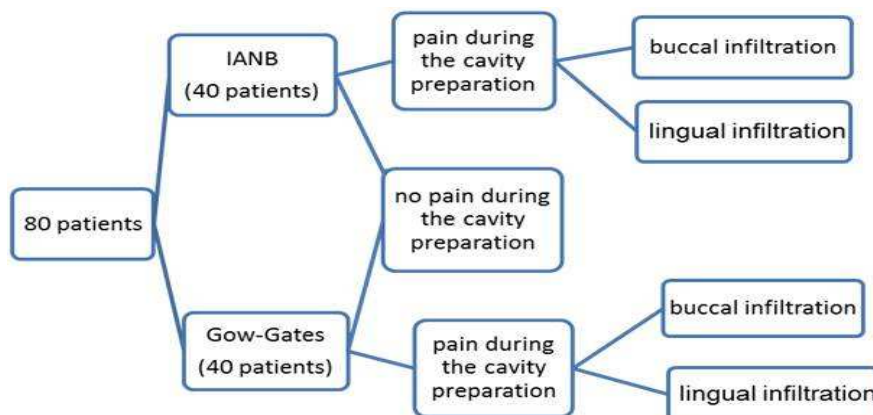 80 patients
IANB
(40 patients)
Gow-Gates
(40 patients)
pain during
the cavity
preparation
no pain during
the cavity
preparation
pain during
the cavity
preparation
buccal infiltration
lingual infiltration
buccal infiltration
lingual infiltration